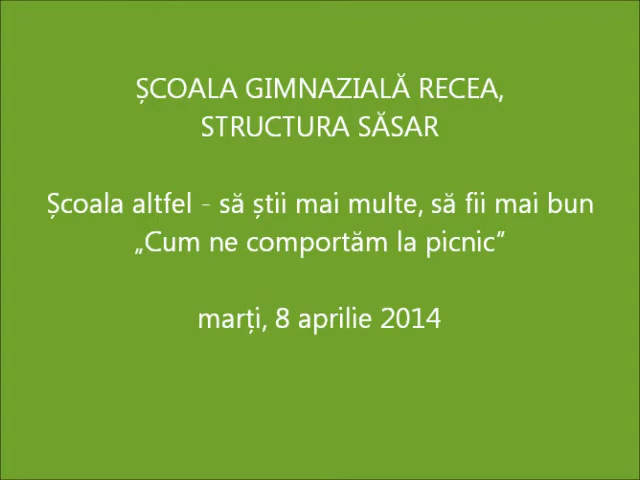 ȘCOALA GIMNAZIALĂ RECEA,
STRUCTURA SĂSAR
Școala altfel - să știi mai multe, să fii mai bun
„Cum ne comportăm la picnic”
marți, 8 aprilie 2014